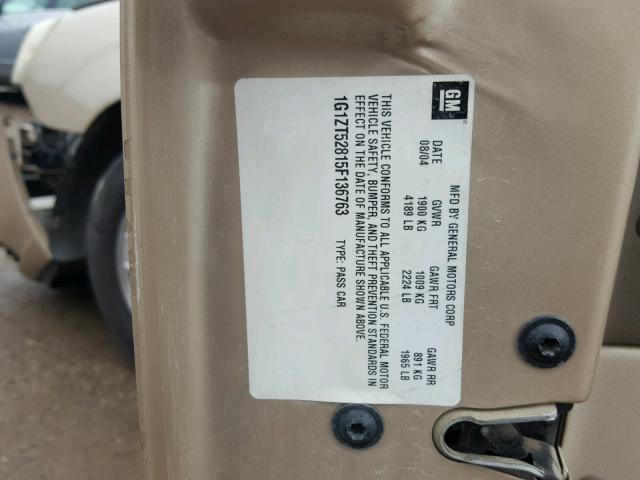 GM
MFD BY GENERAL MOTORS CORP
DATE GVWR GAWR FRT GAWR RR
08/04 1900 KG 1009 KG 891 KG
4189 LB 2224 LB 1965 LB
THIS VEHICLE CONFORMS TO ALL APPLICABLE U.S. FEDERAL MOTOR
VEHICLE SAFETY, BUMPER, AND THEFT PREVENTION STANDARDS IN
EFFECT ON THE DATE OF MANUFACTURE SHOWN ABOVE.
1G1ZT52815F136763 TYPE: PASS CAR